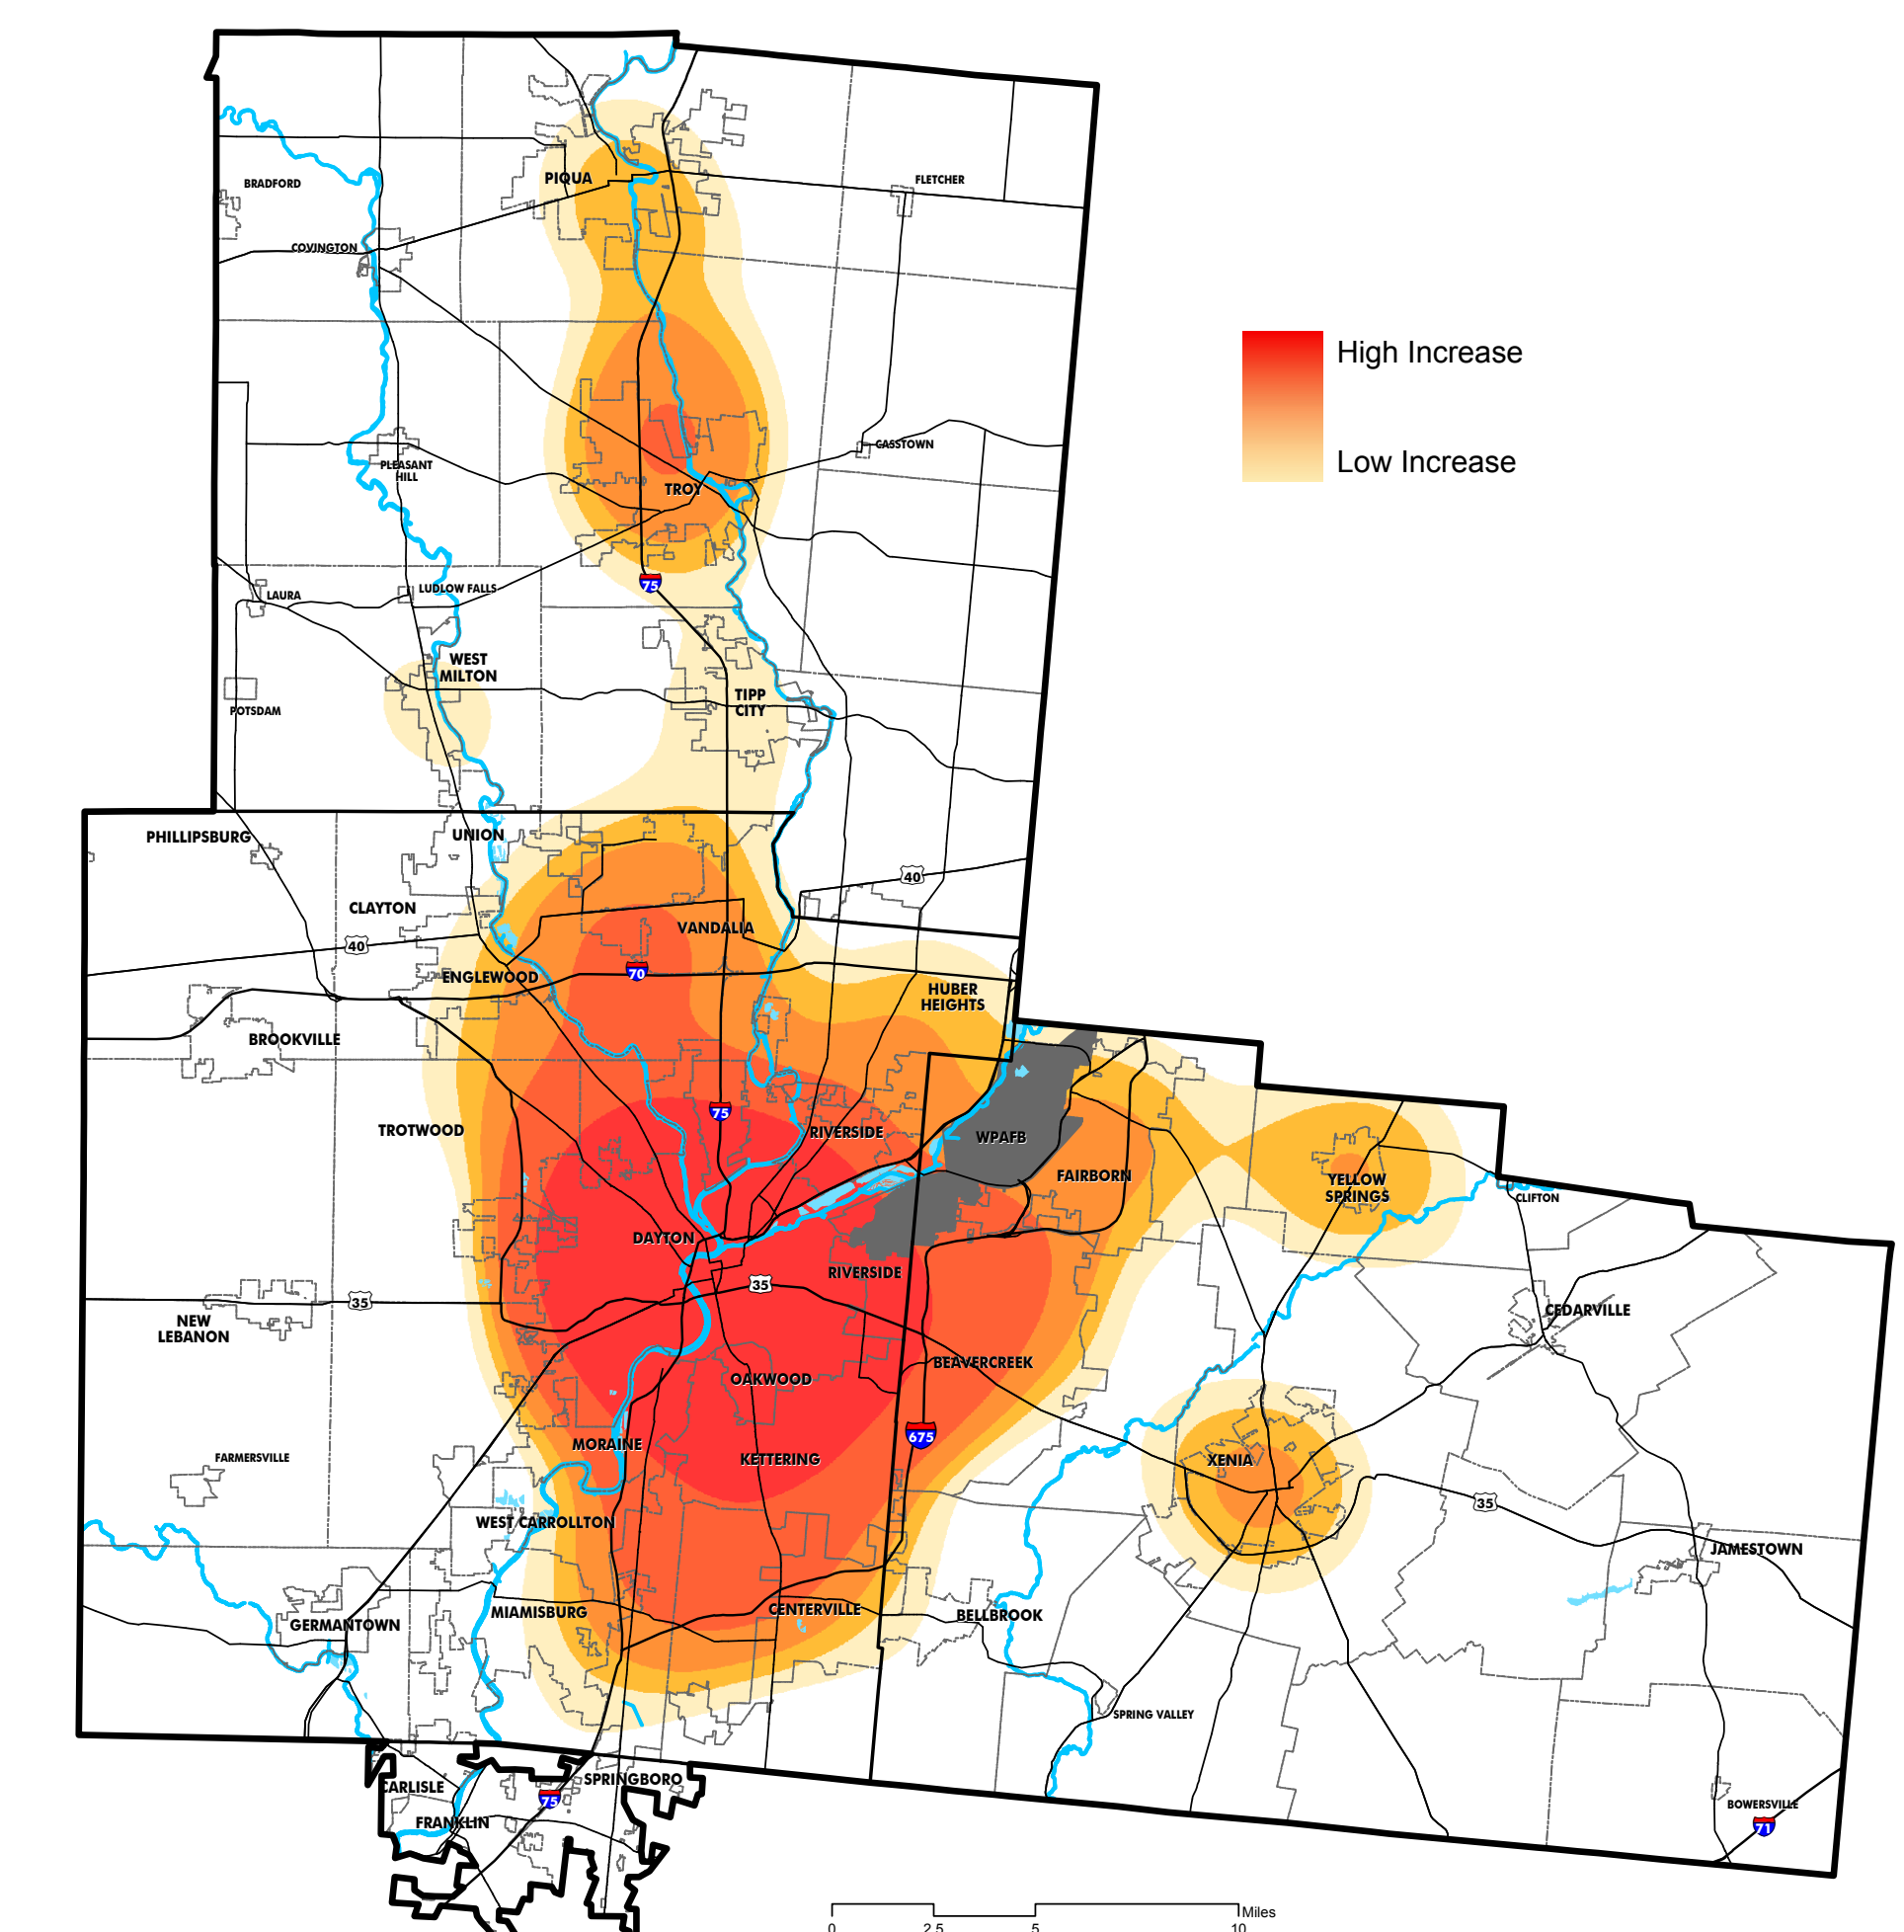 PIQUA
FLETCHER
BRADFORD
COVINGTON
High Increase
Low Increase
CASSTOWN
PLEASANT
HILL
TROY
75
LUDLOW FALLS
LAURA
WEST
MILTON
TIPP
CITY
POTSDAM
PHILLIPSBURG
UNION
40
CLAYTON
VANDALIA
40
70
ENGLEWOOD
HUBER
HEIGHTS
BROOKVILLE
75
TROTWOOD
RIVERSIDE
WPAFB
FAIRBORN
YELLOW
SPRINGS
CLIFTON
DAYTON
RIVERSIDE
35
35
NEW
LEBANON
CEDARVILLE
BEAVERCREEK
OAKWOOD
675
MORAINE
KETTERING
FARMERSVILLE
XENIA
35
WEST CARROLLTON
JAMESTOWN
MIAMISBURG
CENTERVILLE
BELLBROOK
GERMANTOWN
SPRING VALLEY
SPRINGBORO
CARLISLE
75
FRANKLIN
BOWERSVILLE
71
Miles
0 2.5 5 10